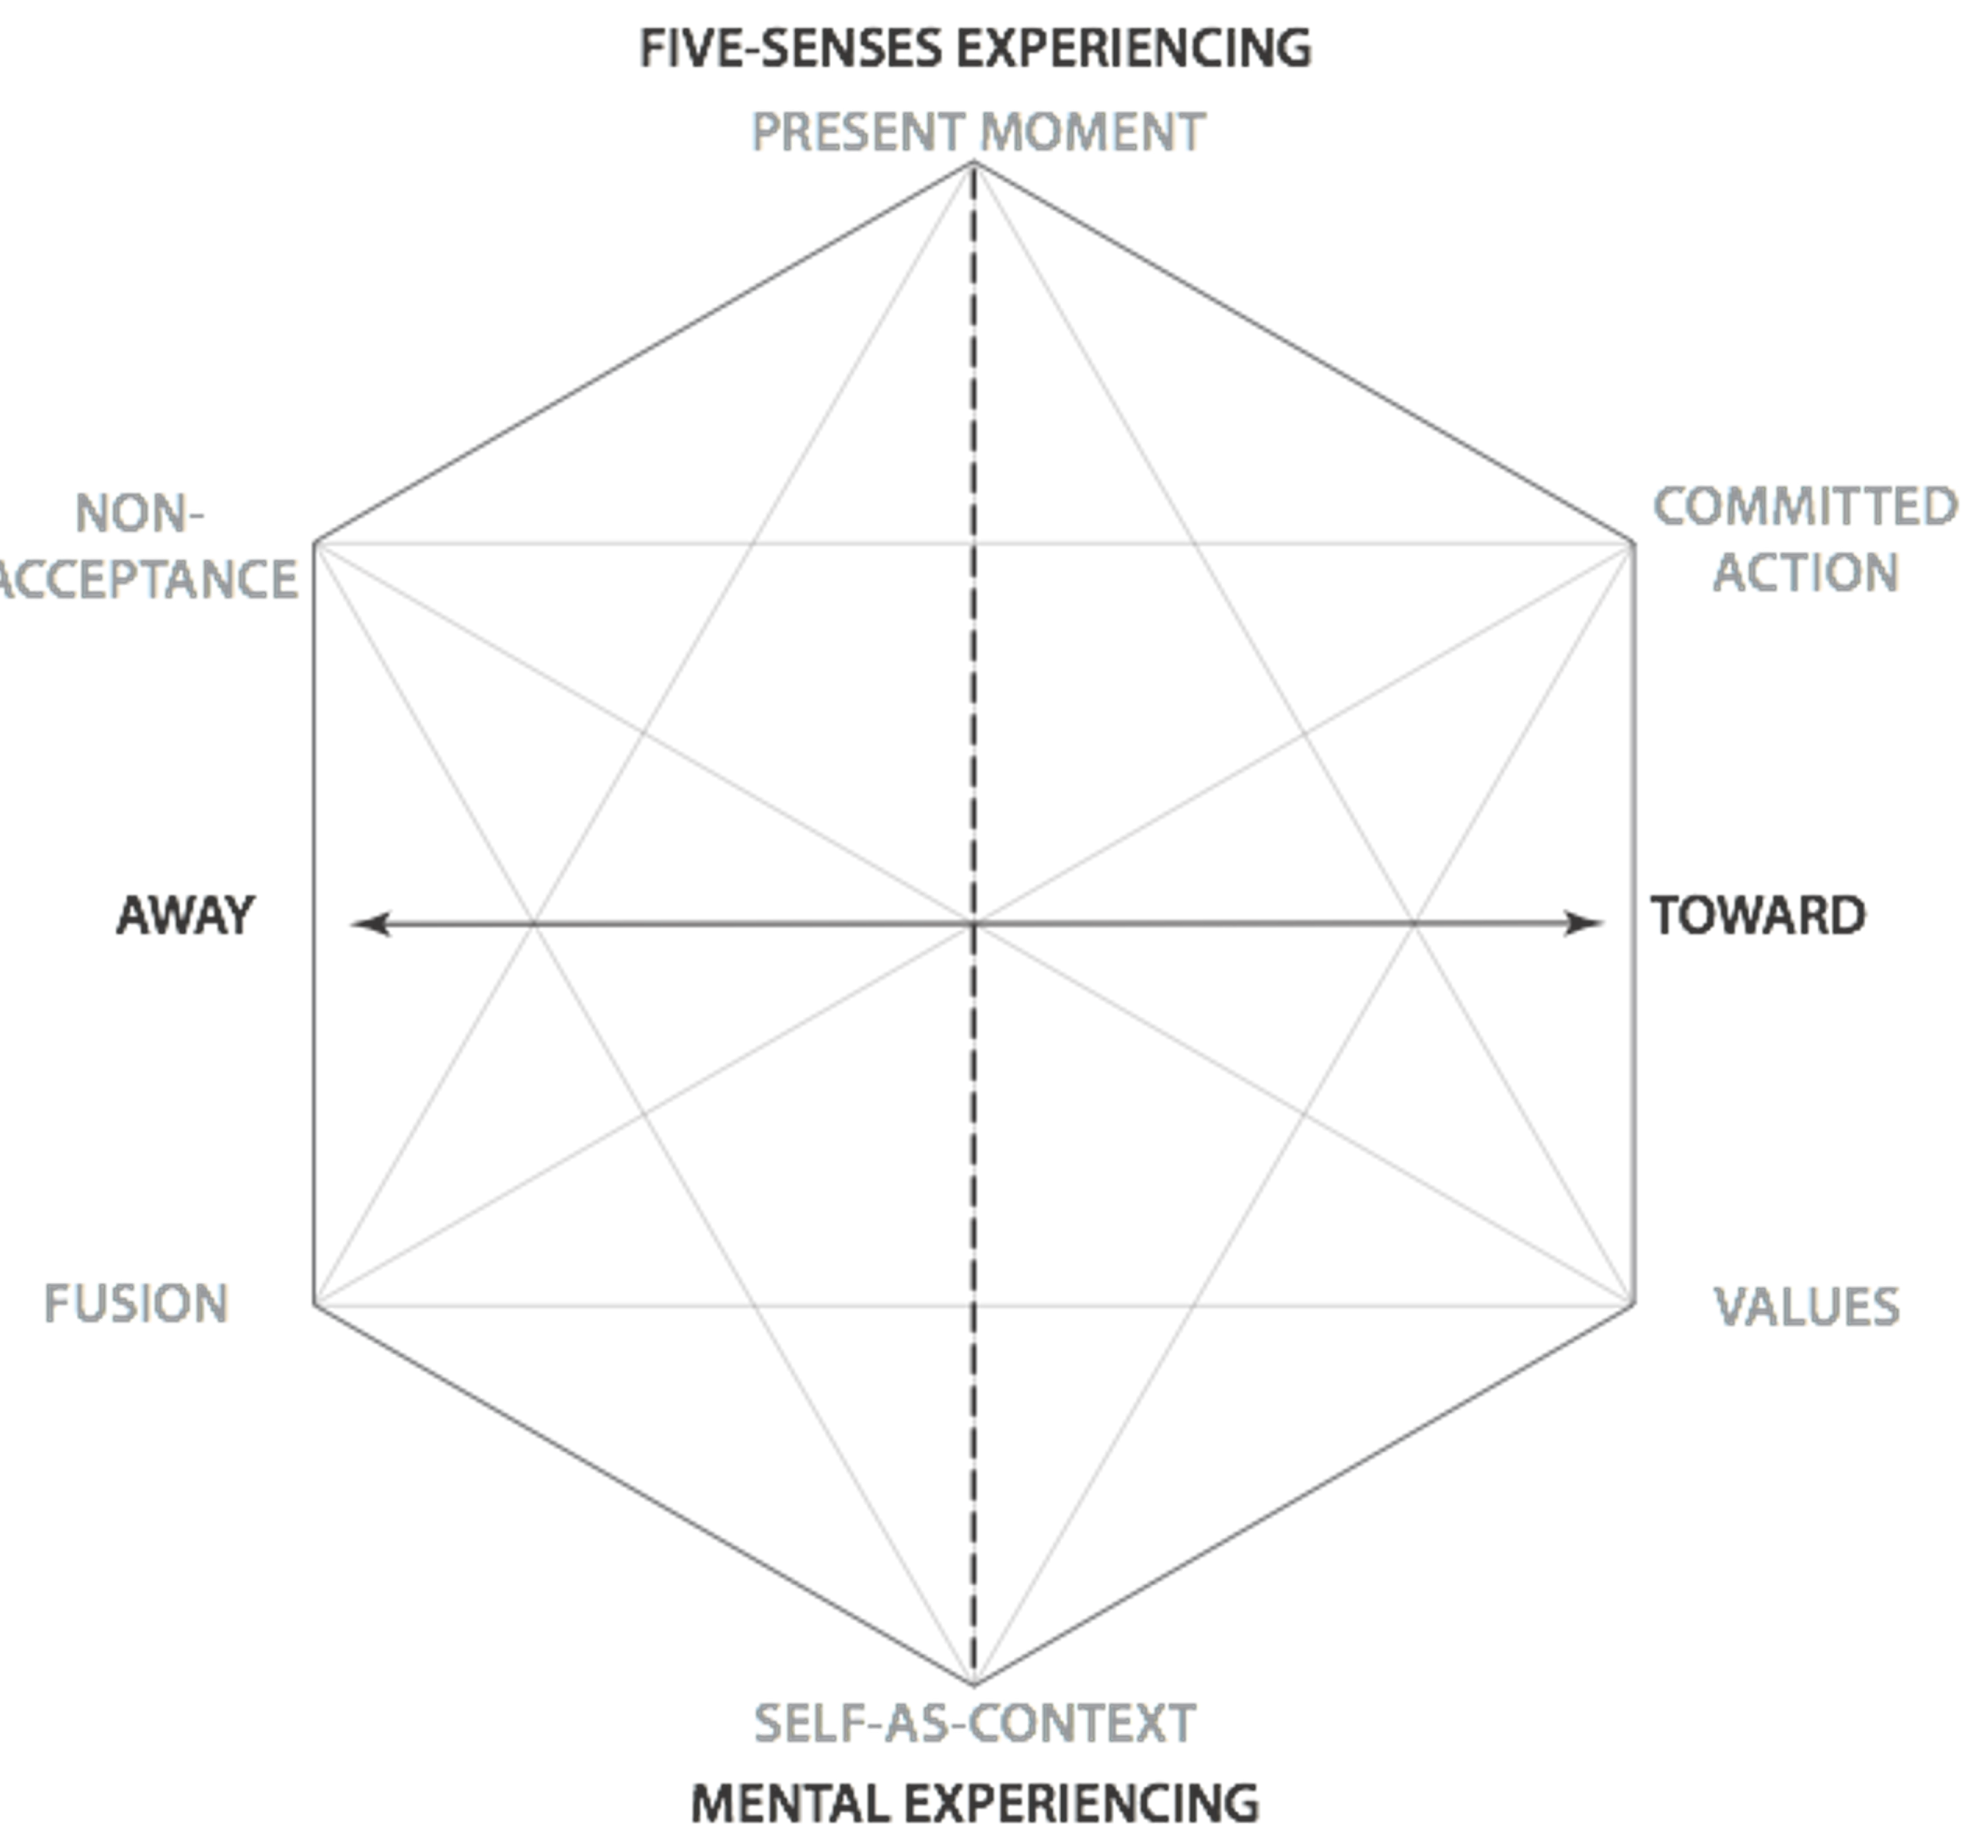 FIVE-SENSES EXPERIENCING
PRESENT MOMENT
NON-
ACCEPTANCE
COMMITTED
ACTION
AWAY
TOWARD
FUSION
VALUES
SELF-AS-CONTEXT
MENTAL EXPERIENCING